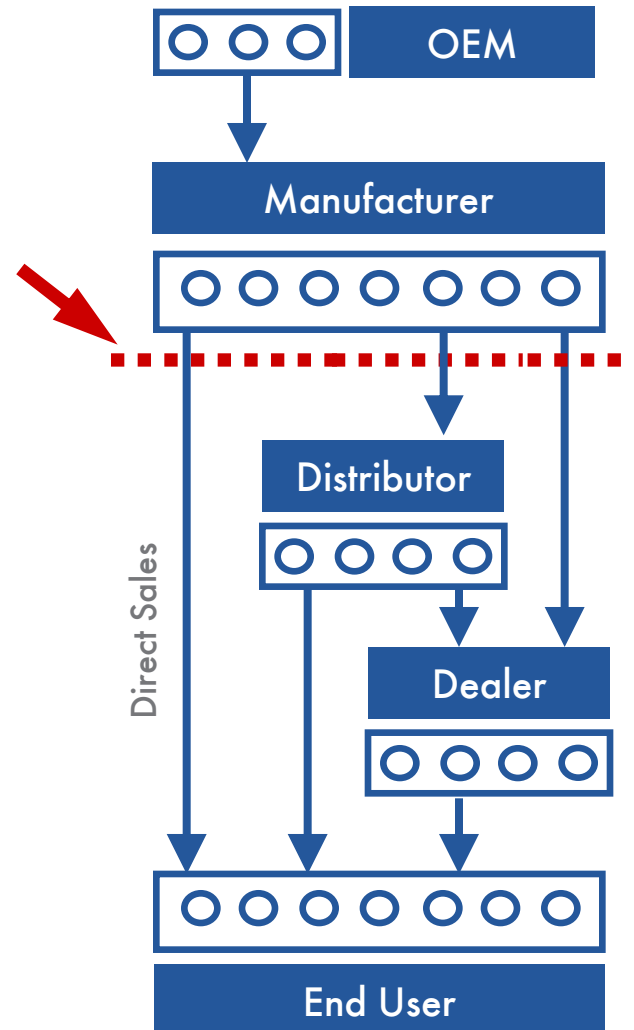 OEM
Manufacturer
Distributor
Direct Sales
Dealer
End User